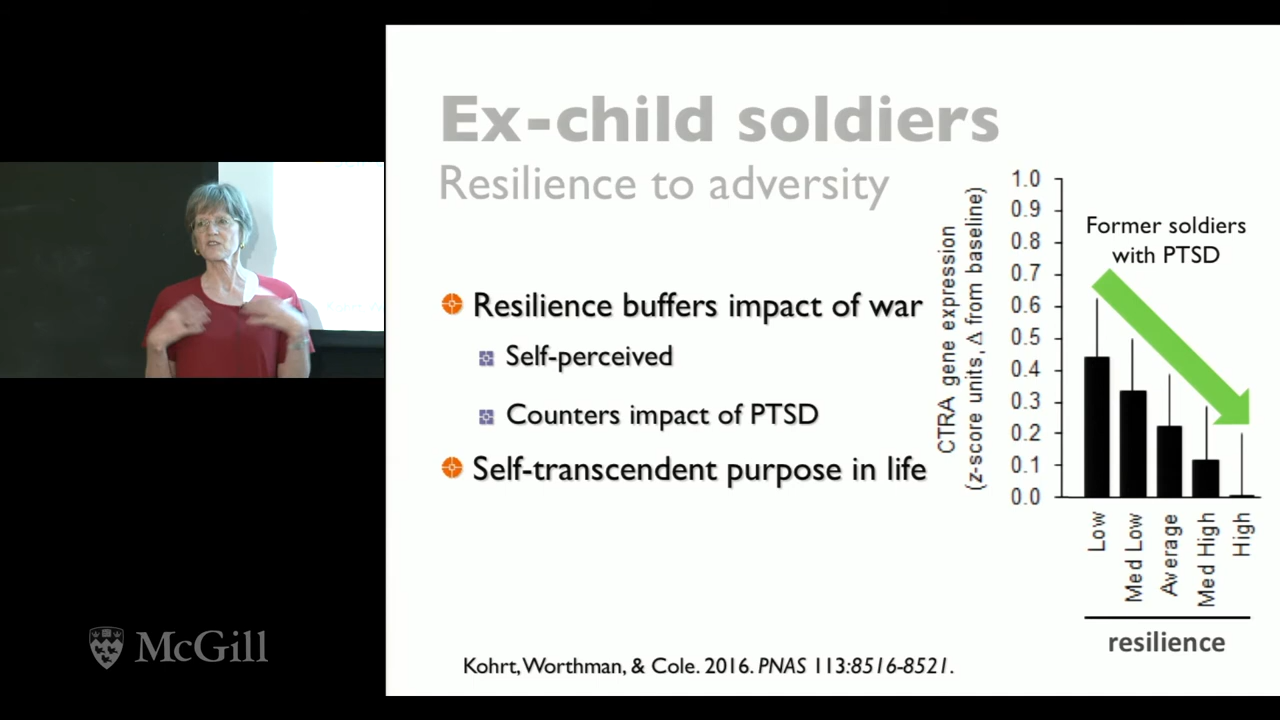 Ex-child soldiers
Resilience to adversity
Resilience buffers impact of war
Self-perceived
Counters impact of PTSD
Self-transcendent purpose in life
CTRA gene expression
(z-score units, Δ from baseline)
1.0
0.9
0.8
0.7
0.6
0.5
0.4
0.3
0.2
0.1
0.0
Former soldiers
with PTSD
Low
Med Low
Average
Med High
High
resilience
Kohrt, Worthman, & Cole. 2016. PNAS 113:8516-8521.
McGill